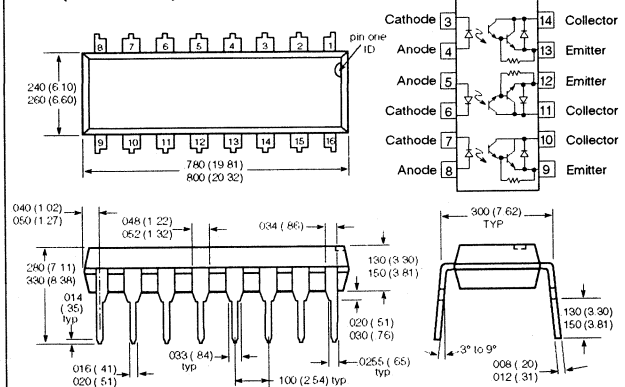 Cathode 3
14 Collector
Anode 4
13 Emitter
Anode 5
12 Emitter
Cathode 6
11 Collector
Cathode 7
10 Collector
Anode 8
9 Emitter
8 7 6 5 4 3 2 1
pin one
ID
240 (6.10)
260 (6.60)
9 10 11 12 13 14 15 16
780 (19 81)
800 (20 32)
040 (1 02)
050 (1 27)
048 (1 22)
052 (1 32)
034 ( 86)
130 (3 30)
150 (3 81)
280 (7 11)
330 (8 38)
014
( 35)
typ
020 ( 51)
030 ( 76)
033 ( 84)
typ
016 ( 41)
020 ( 51)
100 (2 54) typ
0255 ( 65)
typ
300 (7 62)
TYP
130 (3.30)
150 (3.81)
3° to 9°
008 ( 20)
012 ( 31)